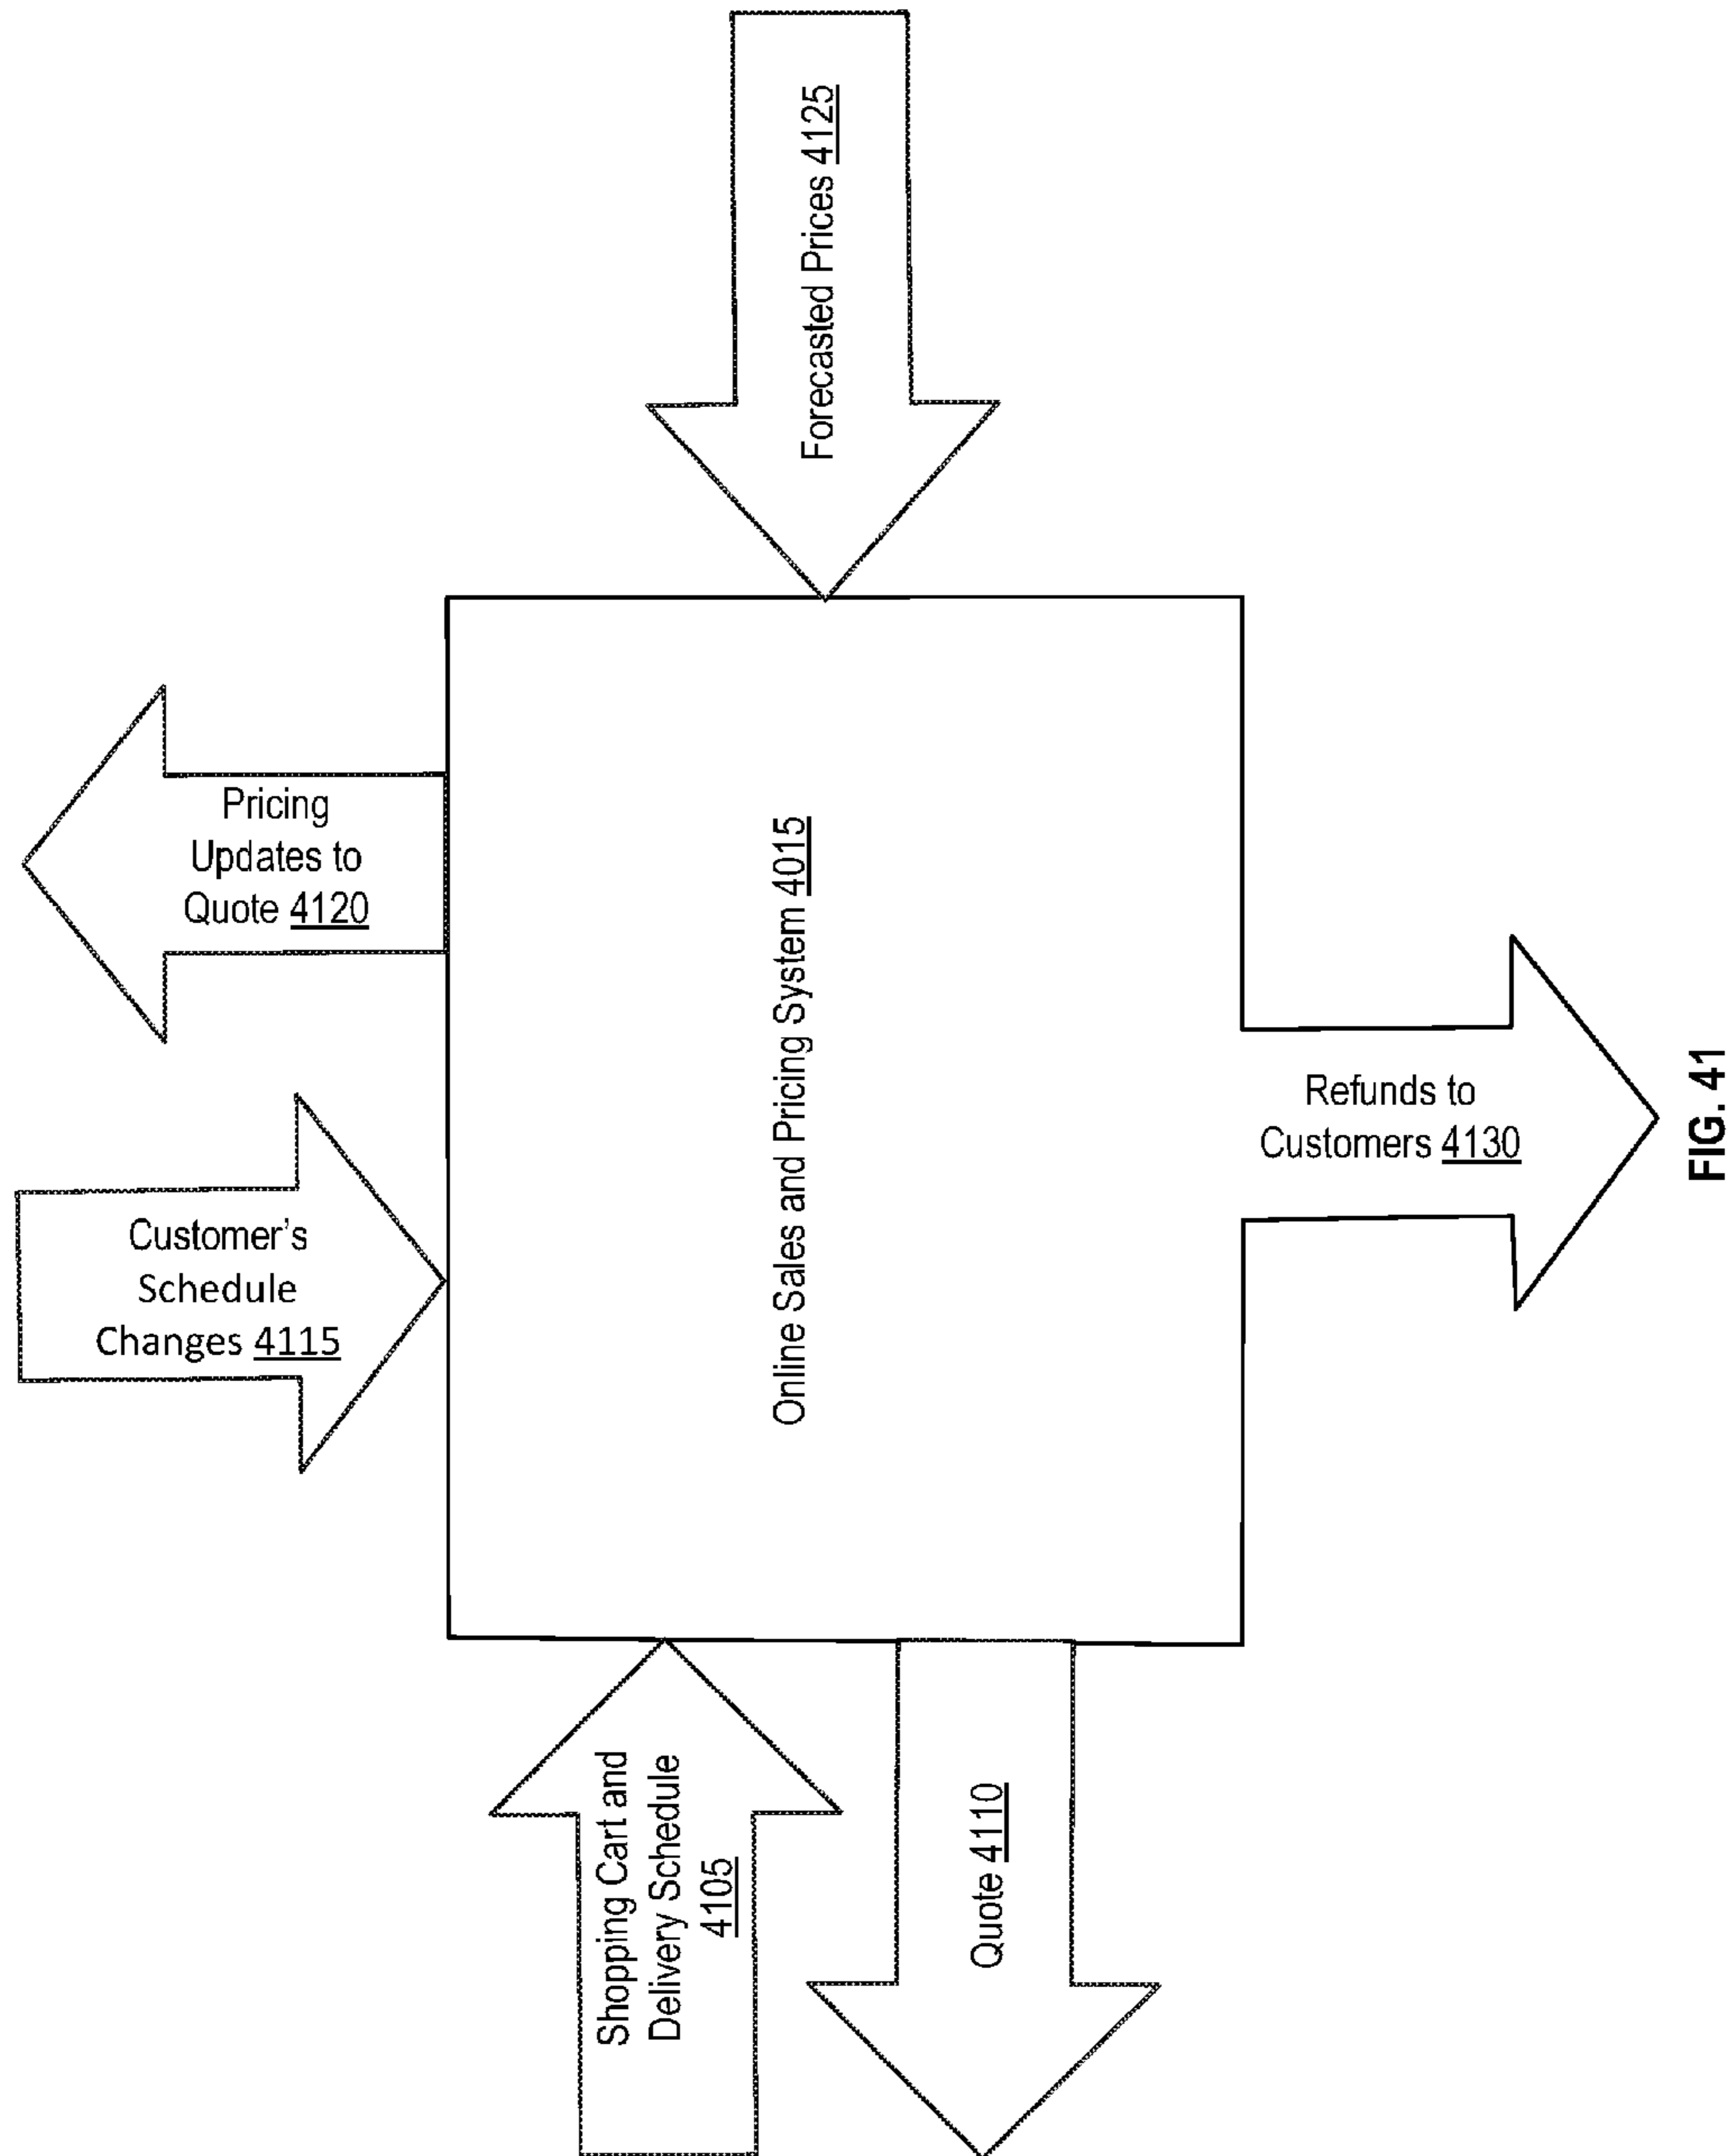 Pricing
Updates to
Quote 4120
Customer's
Schedule
Changes 4115
Forecasted Prices 4125
Online Sales and Pricing System 4015
Shopping Cart and
Delivery Schedule
4105
Quote 4110
Refunds to
Customers 4130
FIG. 41